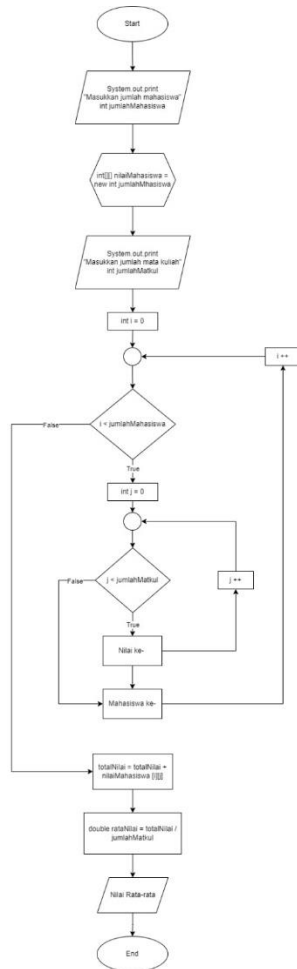 Start
System.out.print
"Masukkan jumlah mahasiswa"
int jumlahMahasiswa
int[][] nilaiMahasiswa =
new int jumlahMhasiswa
System.out.print
"Masukkan jumlah mata kuliah"
int jumlahMatkul
int i = 0
i ++
False
i < jumlahMahasiswa
True
int j = 0
False
j < jumlahMatkul
j ++
True
Nilai ke-
Mahasiswa ke-
totalNilai = totalNilai +
nilaiMahasiswa [i][j]
double rataNilai = totalNilai /
jumlahMatkul
Nilai Rata-rata
End